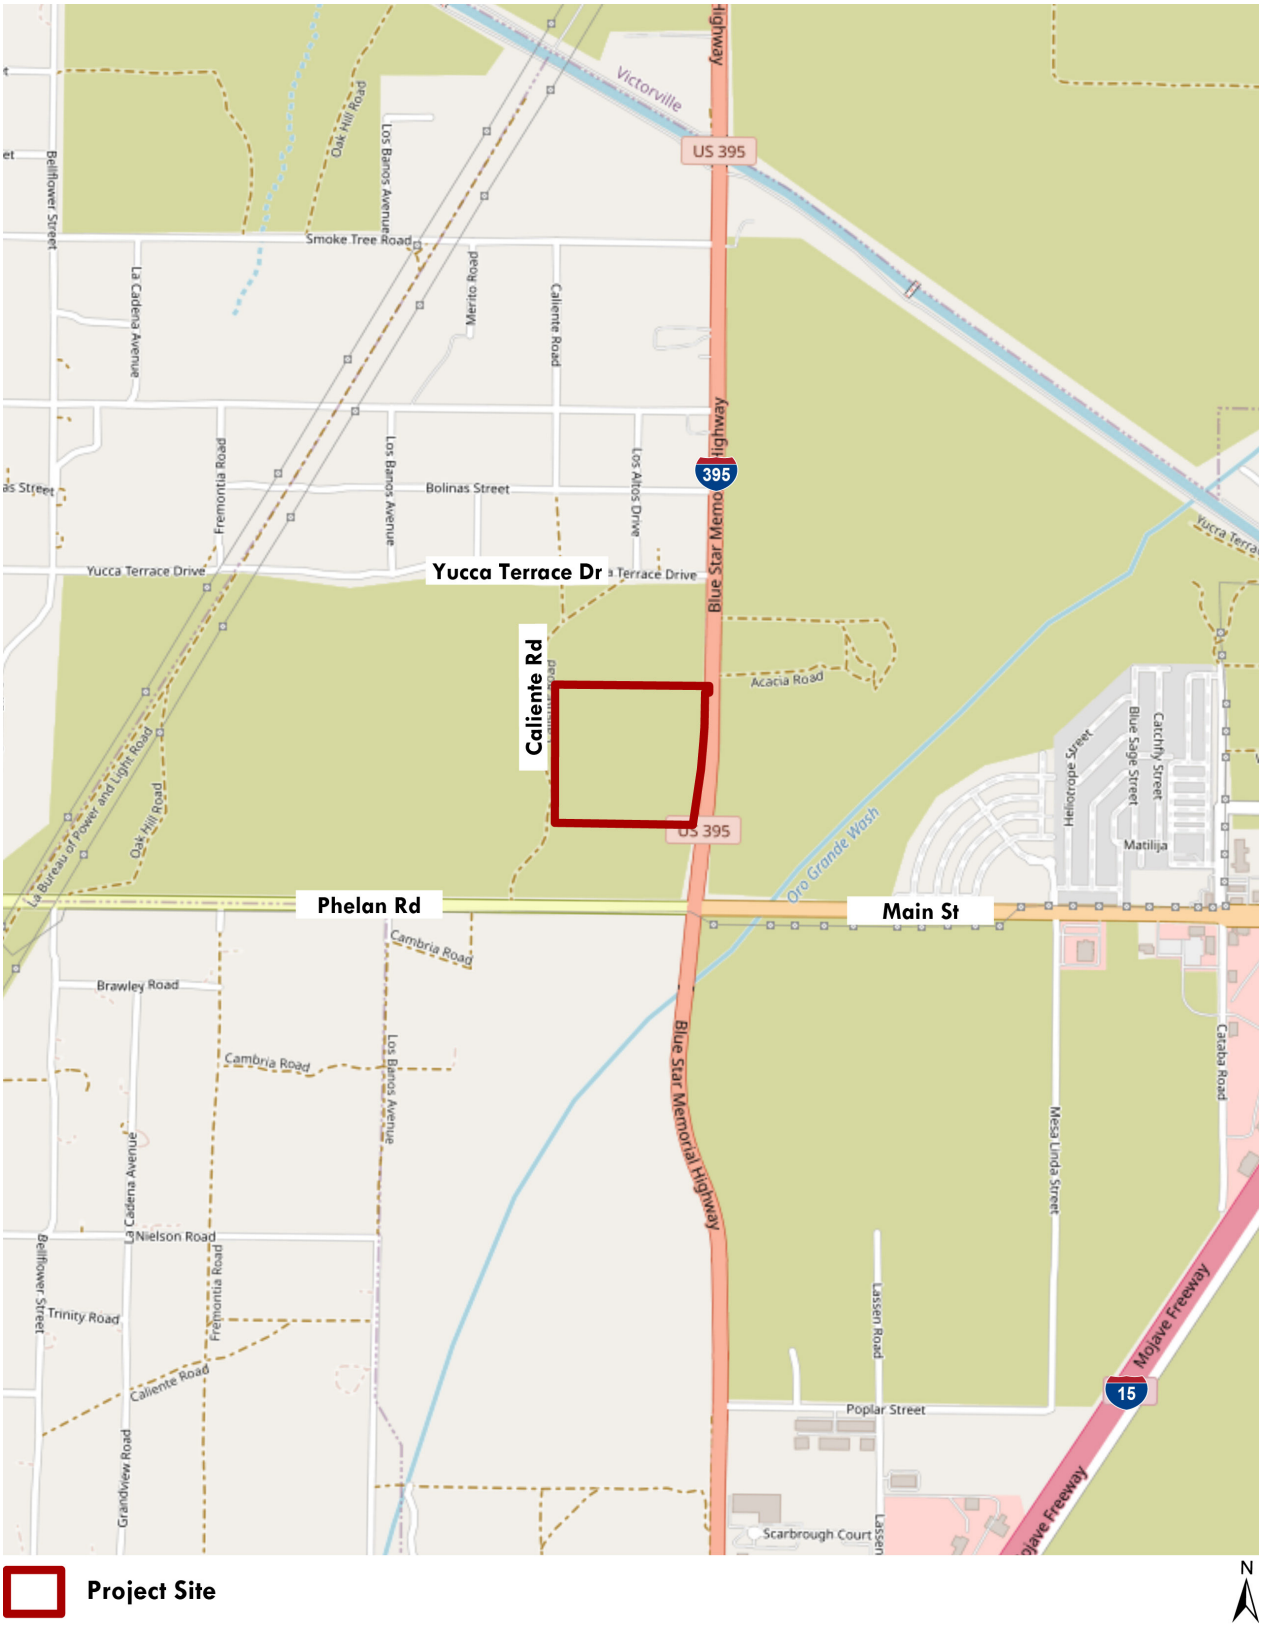 Highway
Victorville
US 395
Oak Hill Road
Los Banos Avenue
Bellflower Street
Smoke Tree Road
La Cadena Avenue
Merito Road
Caliente Road
Blue Star Memo
Highway
395
Fremontia Road
Los Banos Avenue
Los Altos Drive
Bolinas Street
as Street
Yucca Terrace Drive
Yucca Terrace Dr
a Terrace Drive
Yucca Terra
Caliente Rd
Acacia Road
US 395
La Bureau of Power and Light Road
Oak Hill Road
Oro Grande Wash
Heliotrope Street
Blue Sage Street
Catchfly Street
Matilija
Phelan Rd
Main St
Cambria Road
Brawley Road
Cambria Road
Los Banos Avenue
Blue Star Memorial Highway
Cataba Road
Mesa Linda Street
La Cadena Avenue
Nielson Road
Bellflower Street
Fremontia Road
Trinity Road
Caliente Road
Grandview Road
Lassen Road
Mojave Freeway
15
Poplar Street
Mojave Freeway
Scarbrough Court
Lassen
Project Site
N